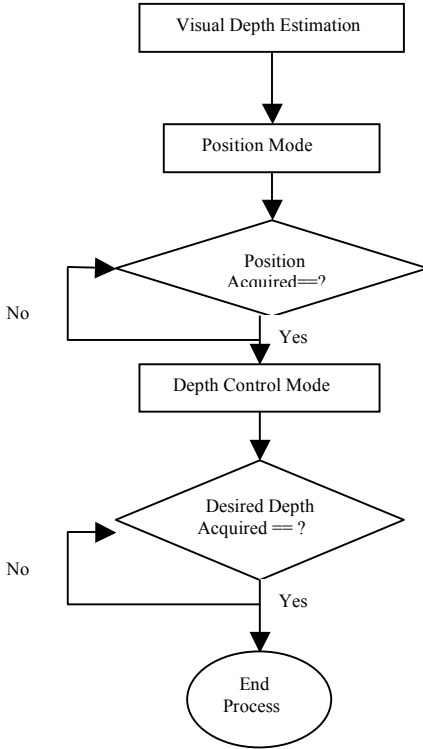 Visual Depth Estimation
Position Mode
Position
Acquired==?
No
Yes
Depth Control Mode
Desired Depth
Acquired == ?
No
Yes
End
Process